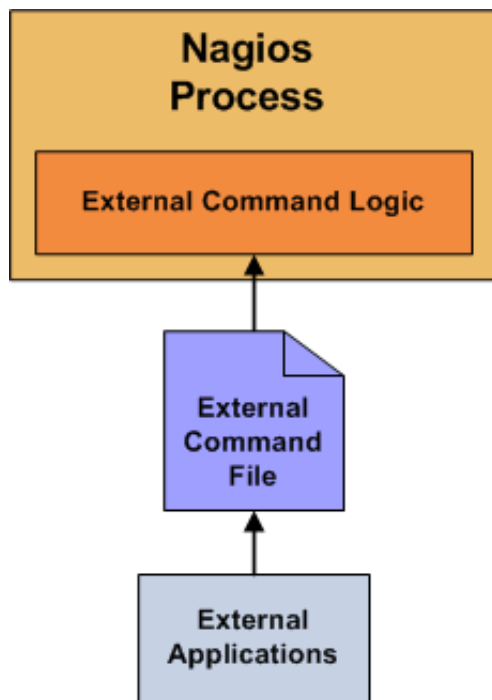 Nagios
Process
External Command Logic
External
Command
File
External
Applications